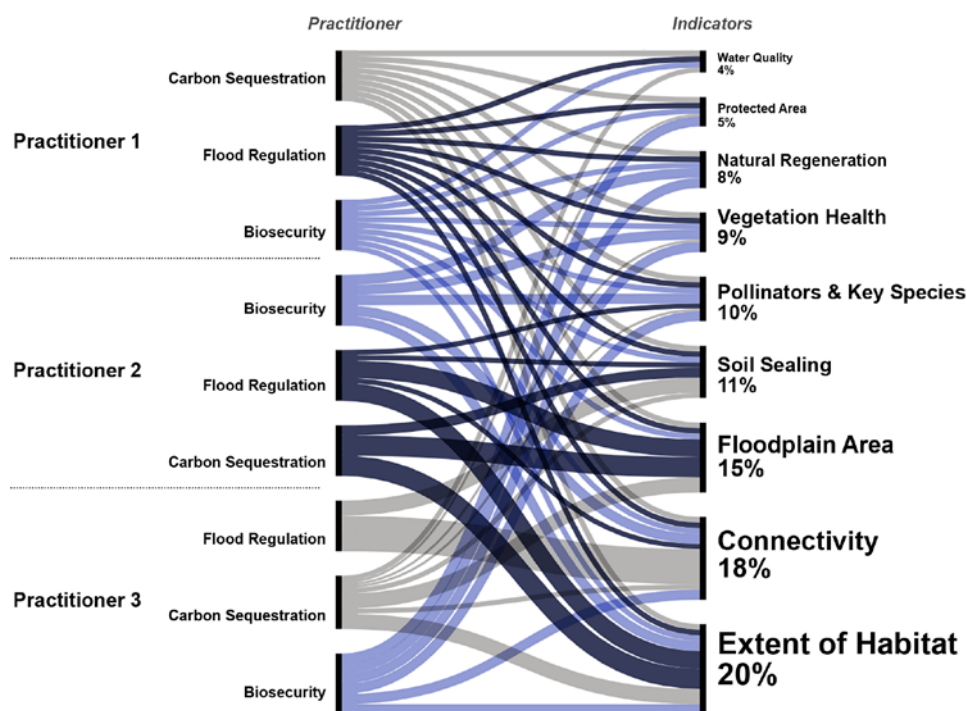 Practitioner
Indicators
Practitioner 1
Carbon Sequestration
Flood Regulation
Biosecurity
Practitioner 2
Biosecurity
Flood Regulation
Carbon Sequestration
Practitioner 3
Flood Regulation
Carbon Sequestration
Biosecurity
Water Quality
4%
Protected Area
5%
Natural Regeneration
8%
Vegetation Health
9%
Pollinators & Key Species
10%
Soil Sealing
11%
Floodplain Area
15%
Connectivity
18%
Extent of Habitat
20%